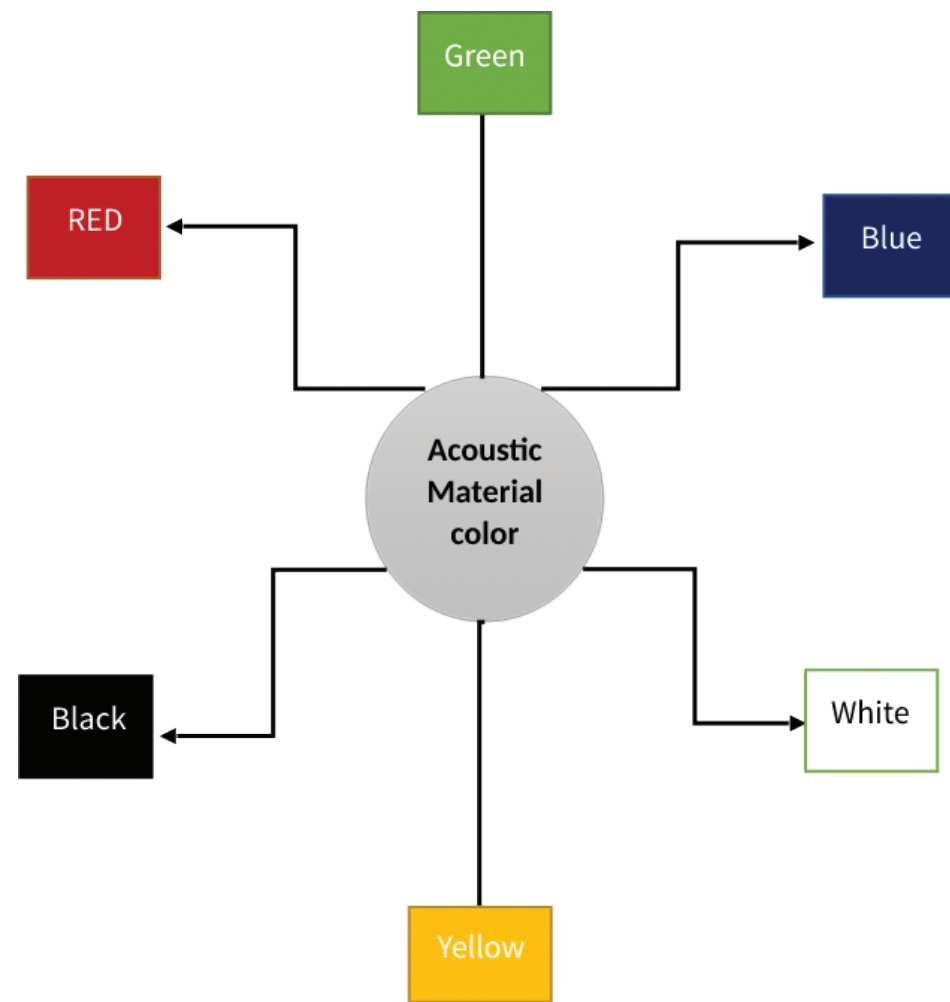 Green
RED
Blue
Acoustic
Material
color
Black
White
Yellow